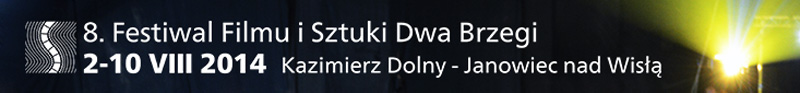 8. Festiwal Filmu i Sztuki Dwa Brzegi
2-10 VIII 2014 Kazimierz Dolny - Janowiec nad Wisłą